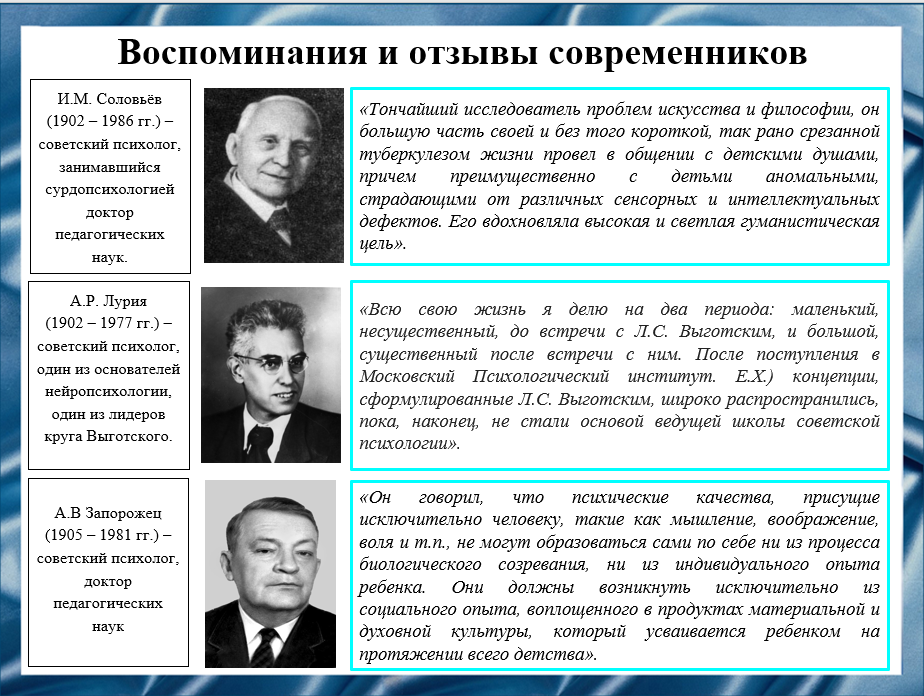 Воспоминания и отзывы современников
И.М. Соловьёв
(1902 – 1986 гг.) –
советский психолог,
занимавшийся
сурдопсихологией
доктор
педагогических
наук.
«Тончайший исследователь проблем искусства и философии, он
большую часть своей и без того короткой, так рано срезанной
туберкулезом жизни провел в общении с детскими душами,
причем преимущественно с детьми аномальными,
страдающими от различных сенсорных и интеллектуальных
дефектов. Его вдохновляла высокая и светлая гуманистическая
цель».
А.Р. Лурия
(1902 – 1977 гг.) –
советский психолог,
один из основателей
нейропсихологии,
один из лидеров
круга Выготского.
«Всю свою жизнь я делю на два периода: маленький,
несущественный, до встречи с Л.С. Выготским, и большой,
существенный после встречи с ним. После поступления в
Московский Психологический институт. Е.Х.) концепции,
сформулированные Л.С. Выготским, широко распространились,
пока, наконец, не стали основой ведущей школы советской
психологии».
А.В Запорожец
(1905 – 1981 гг.) –
советский психолог,
доктор
педагогических
наук
«Он говорил, что психические качества, присущие
исключительно человеку, такие как мышление, воображение,
воля и т.п., не могут образоваться сами по себе ни из процесса
биологического созревания, ни из индивидуального опыта
ребенка. Они должны возникнуть исключительно из
социального опыта, воплощенного в продуктах материальной и
духовной культуры, который усваивается ребенком на
протяжении всего детства».